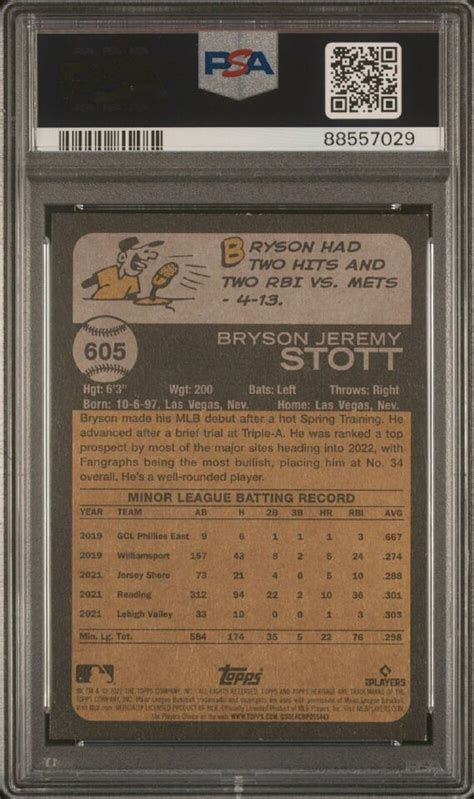 PSA
88557029
BRYSON HAD
TWO HITS AND
TWO RBI VS. METS
- 4-13.
605
BRYSON JEREMY
STOTT
Hgt: 6'3" Wgt: 200 Bats: Left Throws: Right
Born: 10-6-97, Las Vegas, Nev. Home: Las Vegas, Nev.
Bryson made his MLB debut after a hot Spring Training. He
advanced after a brief trial at Triple-A. He was ranked a top
prospect by most of the major sites heading into 2022, with
Fangraphs being the most bullish, placing him at No. 34
overall. He's a well-rounded player.
MINOR LEAGUE BATTING RECORD
YEAR TEAM AB H 2B 3B HR RBI AVG
2019 GCL Phillies East 9 6 1 1 1 3 .667
2019 Williamsport 157 43 8 2 5 24 .274
2021 Jersey Shore 73 21 4 0 5 10 .288
2021 Reading 312 94 22 2 10 36 .301
2021 Lehigh Valley 33 10 0 0 1 3 .303
Min. Lg. Tot. 584 174 35 5 22 76 .298
Topps
PLAYERS